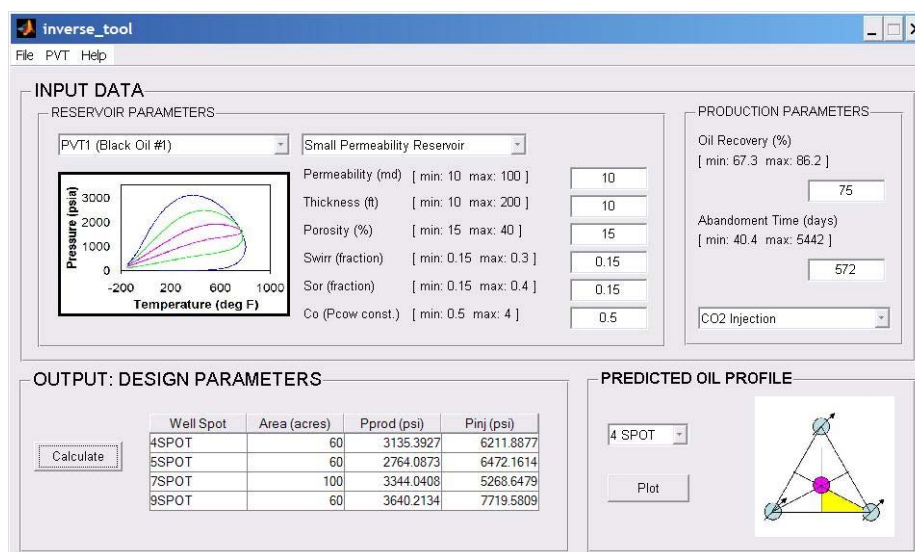 inverse_tool
File PVT Help
INPUT DATA
RESERVOIR PARAMETERS
PVT1 (Black Oil #1)
Small Permeability Reservoir
Permeability (md) [ min: 10 max: 100 ] 10
Thickness (ft) [ min: 10 max: 200 ] 10
Porosity (%) [ min: 15 max: 40 ] 15
Swirr (fraction) [ min: 0.15 max: 0.3 ] 0.15
Sor (fraction) [ min: 0.15 max: 0.4 ] 0.15
Co (Pcow const.) [ min: 0.5 max: 4 ] 0.5
Pressure (psia)
3000
2000
1000
0
-200 200 600 1000
Temperature (deg F)
PRODUCTION PARAMETERS
Oil Recovery (%)
[ min: 67.3 max: 86.2 ]
75
Abandoment Time (days)
[ min: 40.4 max: 5442 ]
572
CO2 Injection
OUTPUT: DESIGN PARAMETERS
Calculate
Well Spot Area (acres) Pprod (psi) Pinj (psi)
4SPOT 60 3135.3927 6211.8877
5SPOT 60 2764.0873 6472.1614
7SPOT 100 3344.0408 5268.6479
9SPOT 60 3640.2134 7719.5809
PREDICTED OIL PROFILE
4 SPOT
Plot